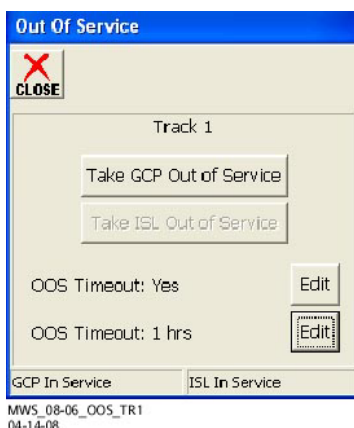 Out Of Service
CLOSE
Track 1
Take GCP Out of Service
Take ISL Out of Service
OOS Timeout: Yes Edit
OOS Timeout: 1 hrs Edit
GCP In Service ISL In Service
MWS_08-06_OOS_TR1
04-14-08